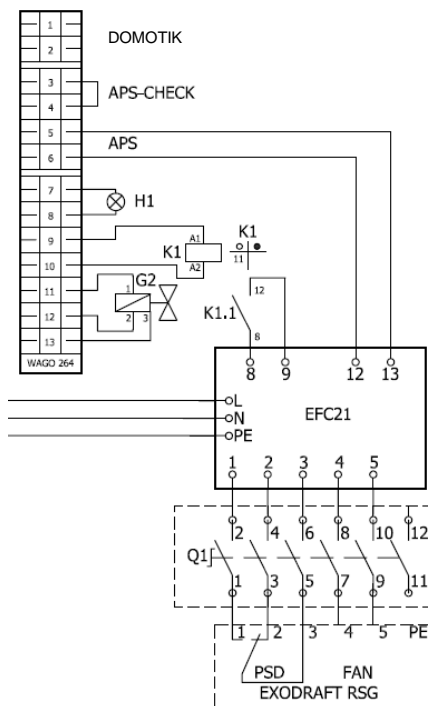 1
2
DOMOTIK
3
4
APS-CHECK
5
6
APS
7
8
H1
9
10
K1
A1
A2
K1
11
11
12
13
G2
1
2
3
WAGO 264
K1.1
12
8
8 9 12 13
L
N
PE
EFC21
1 2 3 4 5
2 4 6 8 10 12
Q1
1 3 5 7 9 11
1 2 3 4 5 PE
PSD FAN
EXODRAFT RSG